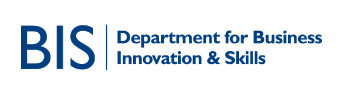 BIS
Department for Business
Innovation & Skills